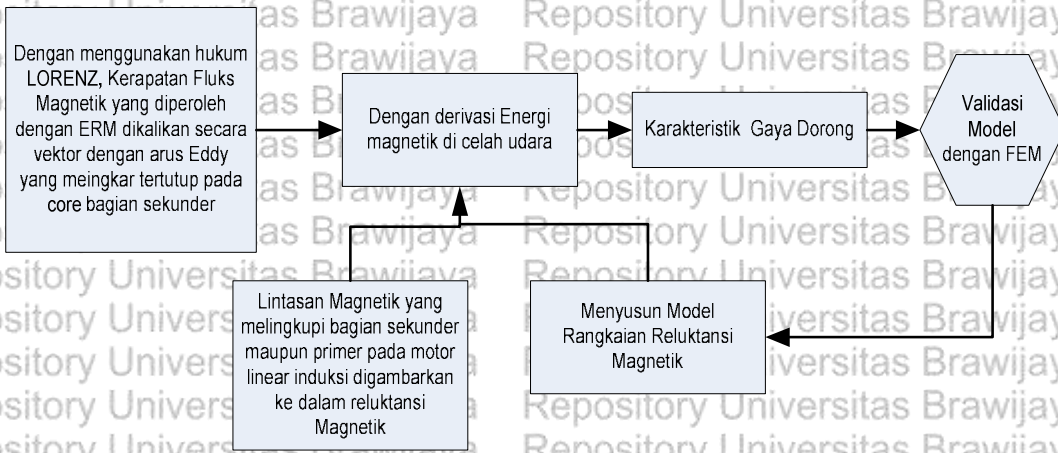 Dengan menggunakan hukum
LORENZ, Kerapatan Fluks
Magnetik yang diperoleh
dengan ERM dikalikan secara
vektor dengan arus Eddy
yang meingkar tertutup pada
core bagian sekunder
Dengan derivasi Energi
magnetik di celah udara
Karakteristik Gaya Dorong
Validasi
Model
dengan FEM
Lintasan Magnetik yang
melingkupi bagian sekunder
maupun primer pada motor
linear induksi digambarkan
ke dalam reluktansi
Magnetik
Menyusun Model
Rangkaian Reluktansi
Magnetik
Repository Universitas Brawijaya